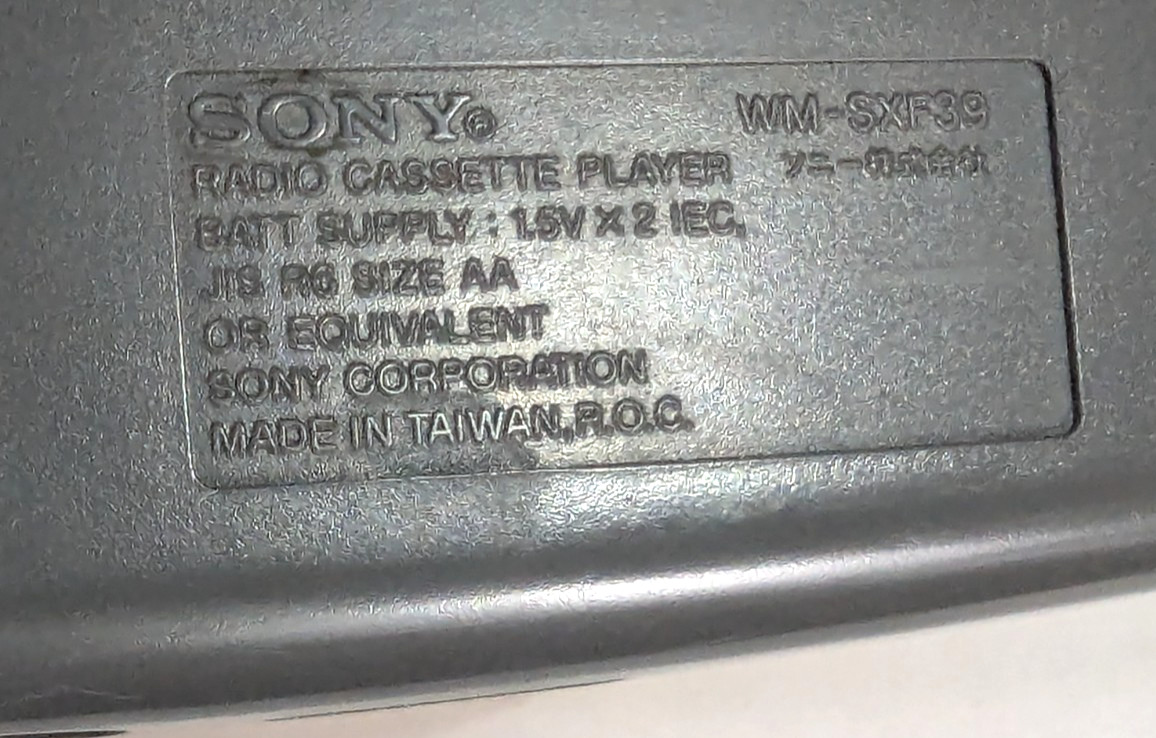 SONY® WM-SXF39
RADIO CASSETTE PLAYER ソニー株式会社
BATT SUPPLY : 1.5V X 2 IEC,
JIS R6 SIZE AA
OR EQUIVALENT
SONY CORPORATION
MADE IN TAIWAN,R.O.C.